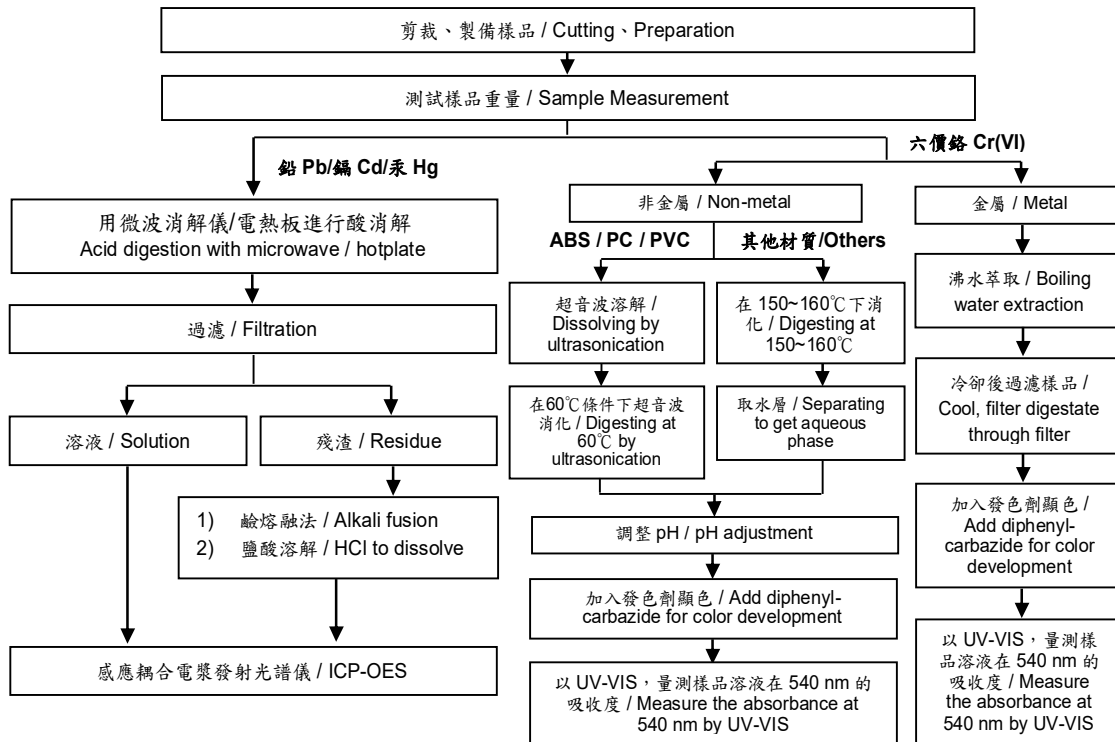 剪裁、製備樣品 / Cutting、Preparation
測試樣品重量 / Sample Measurement
鉛 Pb/鎘 Cd/汞 Hg
六價鉻 Cr(VI)
用微波消解儀/電熱板進行酸消解
Acid digestion with microwave / hotplate
過濾 / Filtration
溶液 / Solution
殘渣 / Residue
1) 鹼熔融法 / Alkali fusion
2) 鹽酸溶解 / HCl to dissolve
感應耦合電漿發射光譜儀 / ICP-OES
非金屬 / Non-metal
ABS / PC / PVC
其他材質/Others
超音波溶解 /
Dissolving by
ultrasonication
在60℃條件下超音波
消化 / Digesting at
60℃ by
ultrasonication
在 150~160℃下消
化 / Digesting at
150~160℃
取水層 / Separating
to get aqueous
phase
調整 pH / pH adjustment
加入發色劑顯色 / Add diphenyl-
carbazide for color development
以 UV-VIS，量測樣品溶液在 540 nm 的
吸收度 / Measure the absorbance at
540 nm by UV-VIS
金屬 / Metal
沸水萃取 / Boiling
water extraction
冷卻後過濾樣品 /
Cool, filter digestate
through filter
加入發色劑顯色 /
Add diphenyl-
carbazide for color
development
以 UV-VIS，量測樣
品溶液在 540 nm 的
吸收度 / Measure
the absorbance at
540 nm by UV-VIS